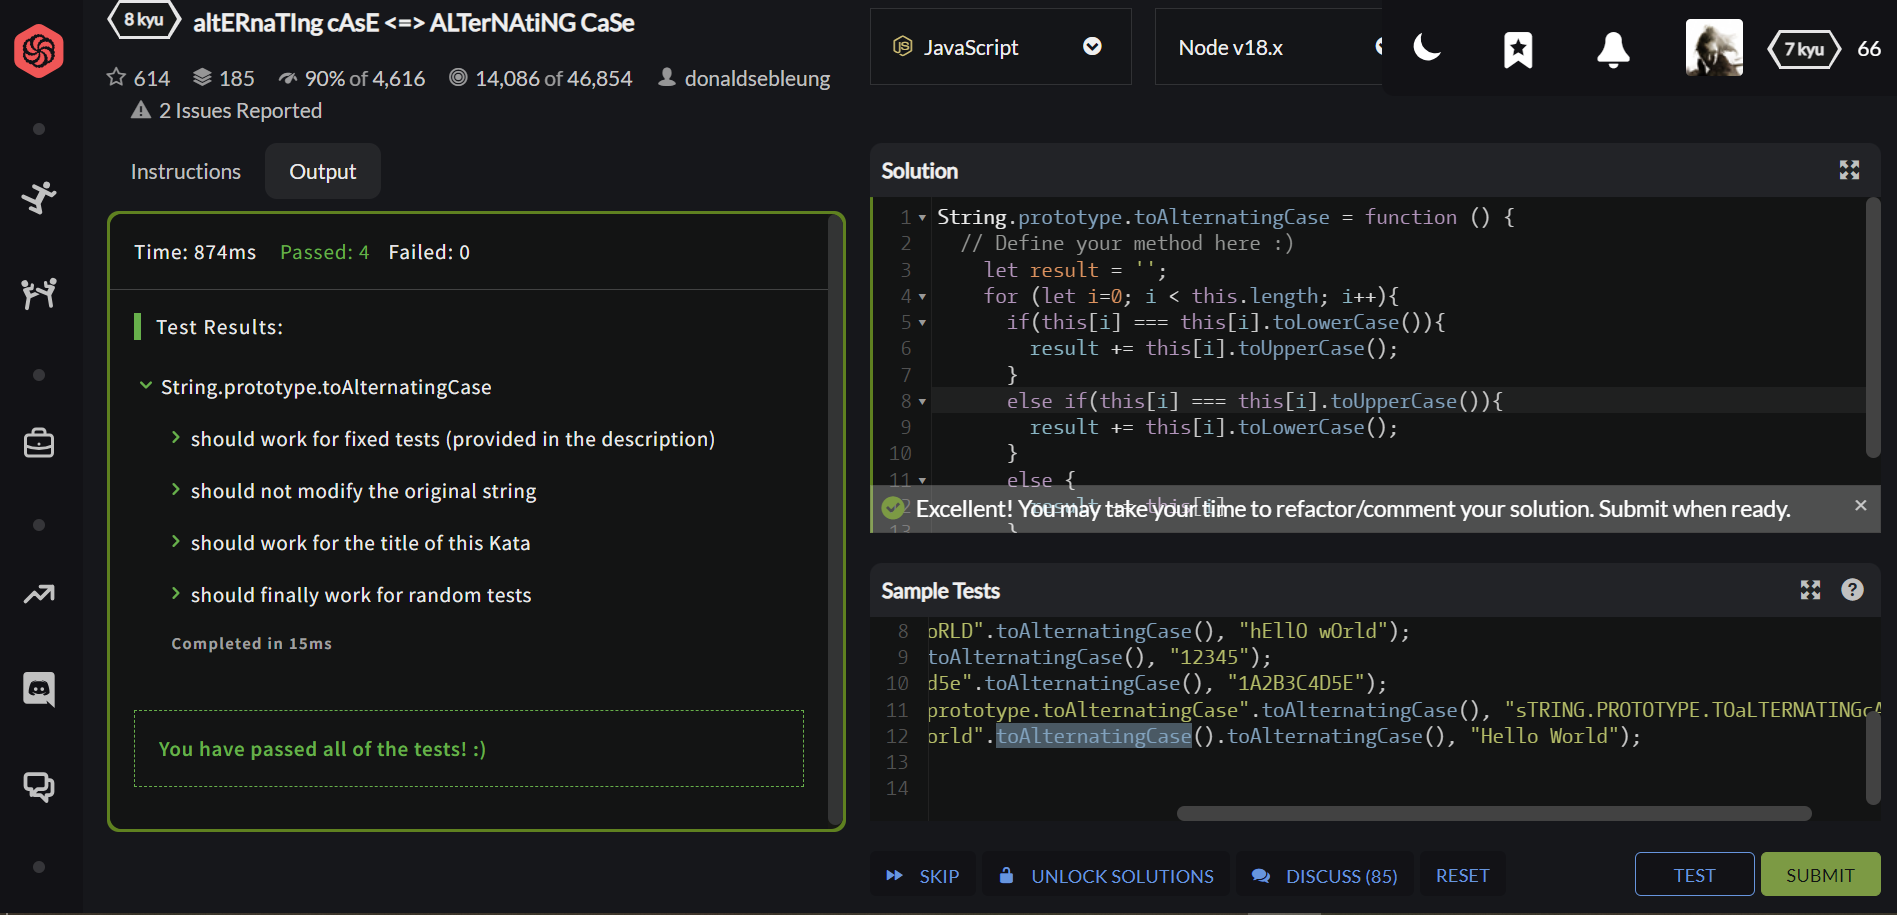 8 kyu altERnaTIng cAsE <=> ALTerNAtiNG CaSe
614 185 90% of 4,616 14,086 of 46,854 donaldsebleung
2 Issues Reported
JavaScript
Node v18.x
7 kyu 66
Instructions Output
Time: 874ms Passed: 4 Failed: 0
Test Results:
String.prototype.toAlternatingCase
should work for fixed tests (provided in the description)
should not modify the original string
should work for the title of this Kata
should finally work for random tests
Completed in 15ms
You have passed all of the tests! :)
Solution
1 String.prototype.toAlternatingCase = function () {
2 // Define your method here :)
3 let result = '';
4 for (let i=0; i < this.length; i++){
5 if(this[i] === this[i].toLowerCase()){
6 result += this[i].toUpperCase();
7 }
8 else if(this[i] === this[i].toUpperCase()){
9 result += this[i].toLowerCase();
10 }
11 else {
Excellent! You may take your time to refactor/comment your solution. Submit when ready.
13 }
Sample Tests
8 oRLD".toAlternatingCase(), "hEllO wOrld");
9 toAlternatingCase(), "12345");
10 d5e".toAlternatingCase(), "1A2B3C4D5E");
11 prototype.toAlternatingCase".toAlternatingCase(), "sTRING.PROTOTYPE.TOaLTERNATINGcA
12 orld".toAlternatingCase().toAlternatingCase(), "Hello World");
13
14
SKIP UNLOCK SOLUTIONS DISCUSS (85) RESET TEST SUBMIT